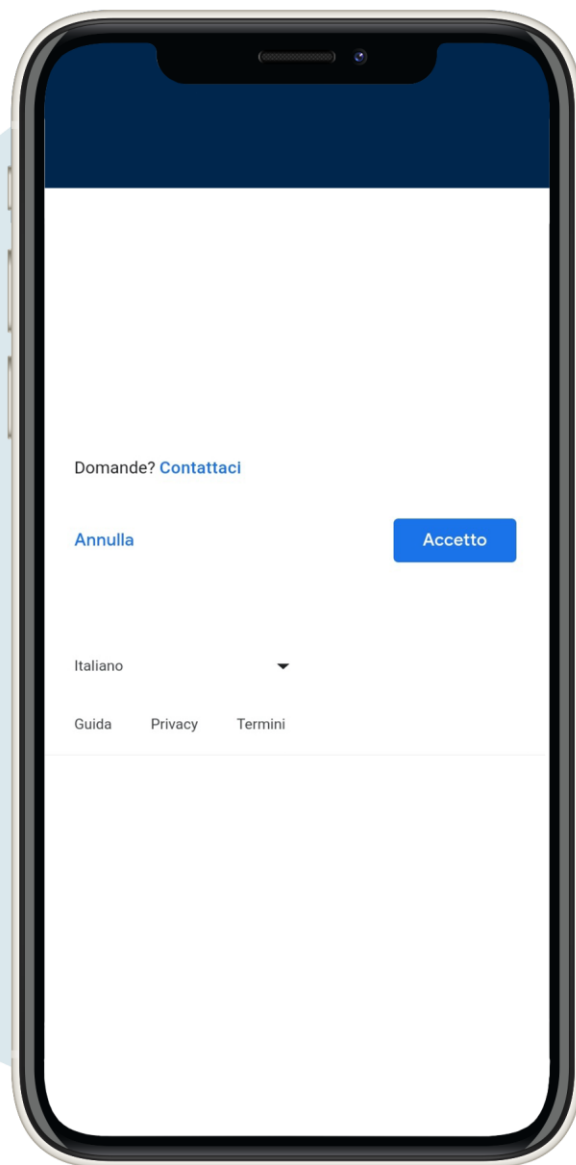 Domande? Contattaci
Annulla Accetto
Italiano
Guida Privacy Termini